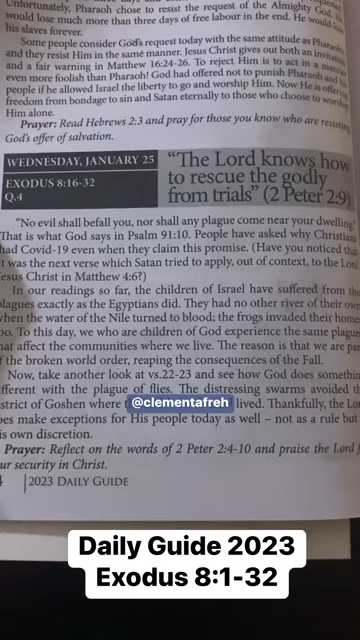 Unfortunately, Pharaoh chose to resist the request of the Almighty God. He
would lose much more than three days of free labour in the end. He would lose
his slaves forever.
Some people consider God's request today with the same attitude as Pharaoh
and they resist Him in the same manner. Jesus Christ gives out both an invitation
and a fair warning in Matthew 16:24-26. To reject Him is to act in a manner
even more foolish than Pharaoh! God had offered not to punish Pharaoh and
people if he allowed Israel the liberty to go and worship Him. Now He is offering
freedom from bondage to sin and Satan eternally to those who choose to worship
Him alone.
Prayer: Read Hebrews 2:3 and pray for those you know who are resisting
God's offer of salvation.
WEDNESDAY, JANUARY 25
EXODUS 8:16-32
Q.4
"The Lord knows how
to rescue the godly
from trials" (2 Peter 2:9)
"No evil shall befall you, nor shall any plague come near your dwelling"
That is what God says in Psalm 91:10. People have asked why Christians
had Covid-19 even when they claim this promise. (Have you noticed that
it was the next verse which Satan tried to apply, out of context, to the Lord
Jesus Christ in Matthew 4:6?)
In our readings so far, the children of Israel have suffered from the
plagues exactly as the Egyptians did. They had no other river of their own
when the water of the Nile turned to blood; the frogs invaded their homes
too. To this day, we who are children of God experience the same plagues
that affect the communities where we live. The reason is that we are part
of the broken world order, reaping the consequences of the Fall.
Now, take another look at vs.22-23 and see how God does something
different with the plague of flies. The distressing swarms avoided the
district of Goshen where lived. Thankfully, the Lord
does make exceptions for His people today as well – not as a rule but
his own discretion.
Prayer: Reflect on the words of 2 Peter 2:4-10 and praise the Lord
our security in Christ.
2023 DAILY GUIDE
@clementafreh
Daily Guide 2023
Exodus 8:1-32